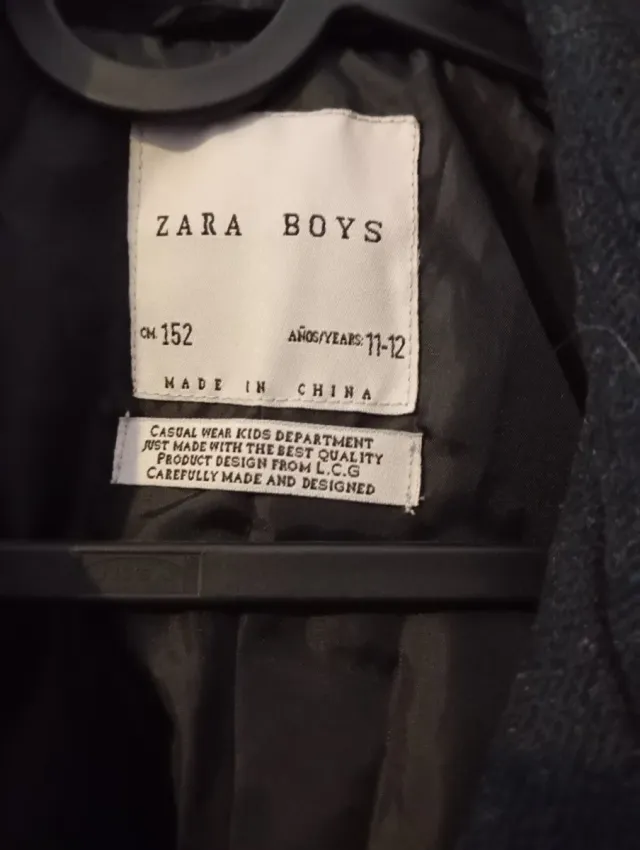 ZARA BOYS
CM. 152 AÑOS/YEARS: 11-12
MADE IN CHINA
CASUAL WEAR KIDS DEPARTMENT
JUST MADE WITH THE BEST QUALITY
PRODUCT DESIGN FROM L.C.G
CAREFULLY MADE AND DESIGNED